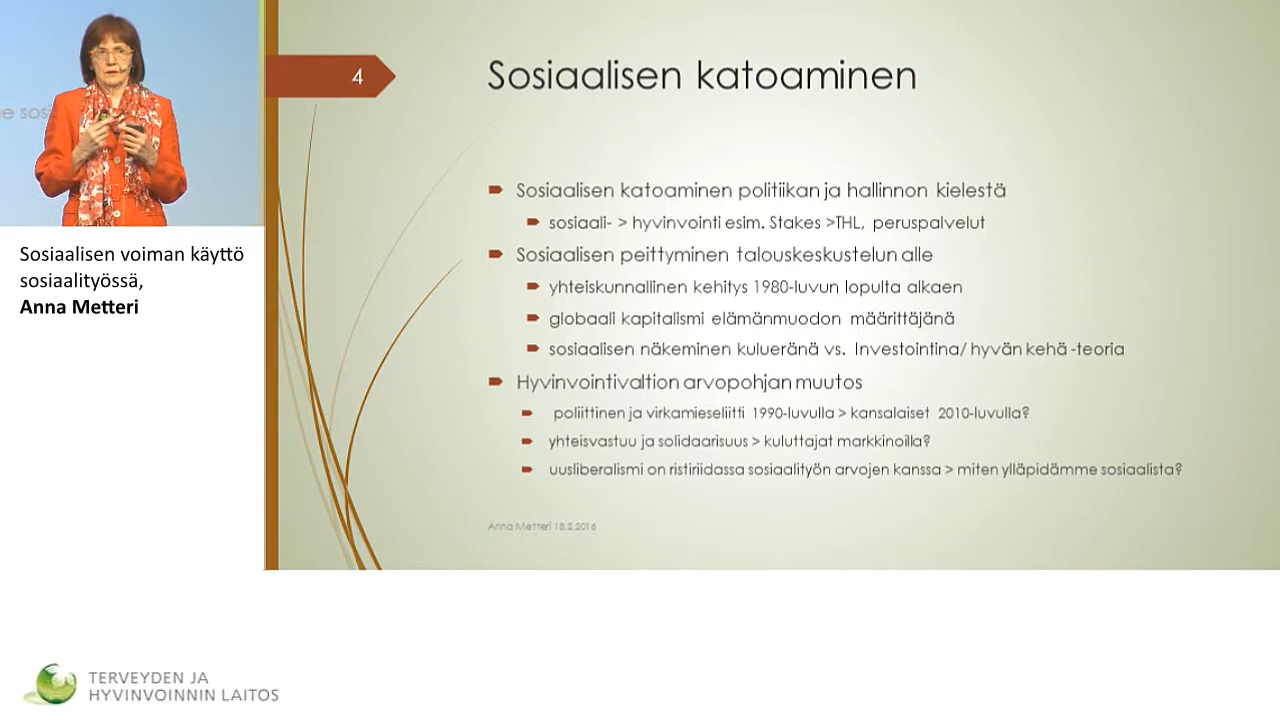 e sos
Sosiaalisen voiman käyttö
sosiaalityössä,
Anna Metteri
4
Sosiaalisen katoaminen
Sosiaalisen katoaminen politiikan ja hallinnon kielestä
sosiaali- > hyvinvointi esim. Stakes >THL, peruspalvelut
Sosiaalisen peittyminen talouskeskustelun alle
yhteiskunnallinen kehitys 1980-luvun lopulta alkaen
globaali kapitalismi elämänmuodon määrittäjänä
sosiaalisen näkeminen kulueränä vs. Investointina/ hyvän kehä -teoria
Hyvinvointivaltion arvopohjan muutos
poliittinen ja virkamieseliitti 1990-luvulla > kansalaiset 2010-luvulla?
yhteisvastuu ja solidaarisuus > kuluttajat markkinoilla?
uusliberalismi on ristiriidassa sosiaalityön arvojen kanssa > miten ylläpidämme sosiaalista?
Anna Metteri 18.2.2016
TERVEYDEN JA
HYVINVOINNIN LAITOS